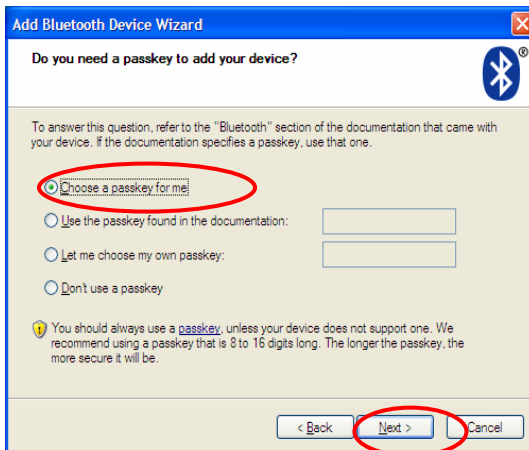 Add Bluetooth Device Wizard
Do you need a passkey to add your device?
®
To answer this question, refer to the "Bluetooth" section of the documentation that came with
your device. If the documentation specifies a passkey, use that one.
Choose a passkey for me
Use the passkey found in the documentation:
Let me choose my own passkey:
Don't use a passkey
You should always use a passkey, unless your device does not support one. We
recommend using a passkey that is 8 to 16 digits long. The longer the passkey, the
more secure it will be.
< Back Next > Cancel